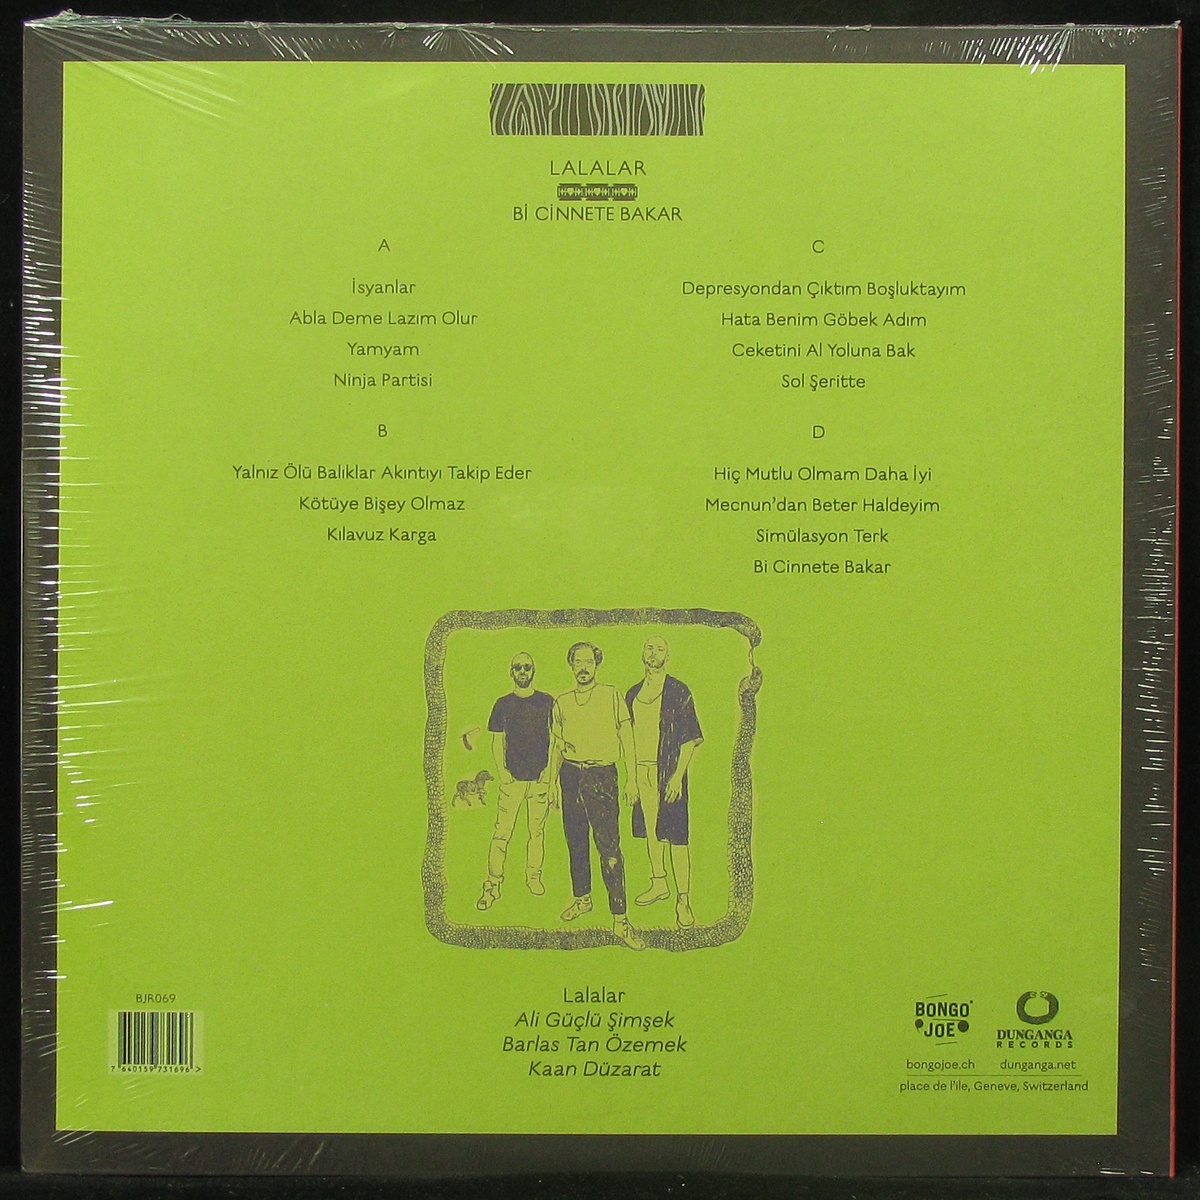 LALALAR
Bİ CİNNETE BAKAR
A
İsyanlar
Abla Deme Lazım Olur
Yamyam
Ninja Partisi
B
Yalnız Ölü Balıklar Akıntıyı Takip Eder
Kötüye Bişey Olmaz
Kılavuz Karga
C
Depresyondan Çıktım Boşluktayım
Hata Benim Göbek Adım
Ceketini Al Yoluna Bak
Sol Şeritte
D
Hiç Mutlu Olmam Daha İyi
Mecnun'dan Beter Haldeyim
Simülasyon Terk
Bi Cinnete Bakar
Lalalar
Ali Güçlü Şimşek
Barlas Tan Özemek
Kaan Düzarat
BJR069
7 640159 731696 >
BONGO
JOE
bongojoe.ch
DUNGANGA
RECORDS
dunganga.net
place de l'île, Geneve, Switzerland